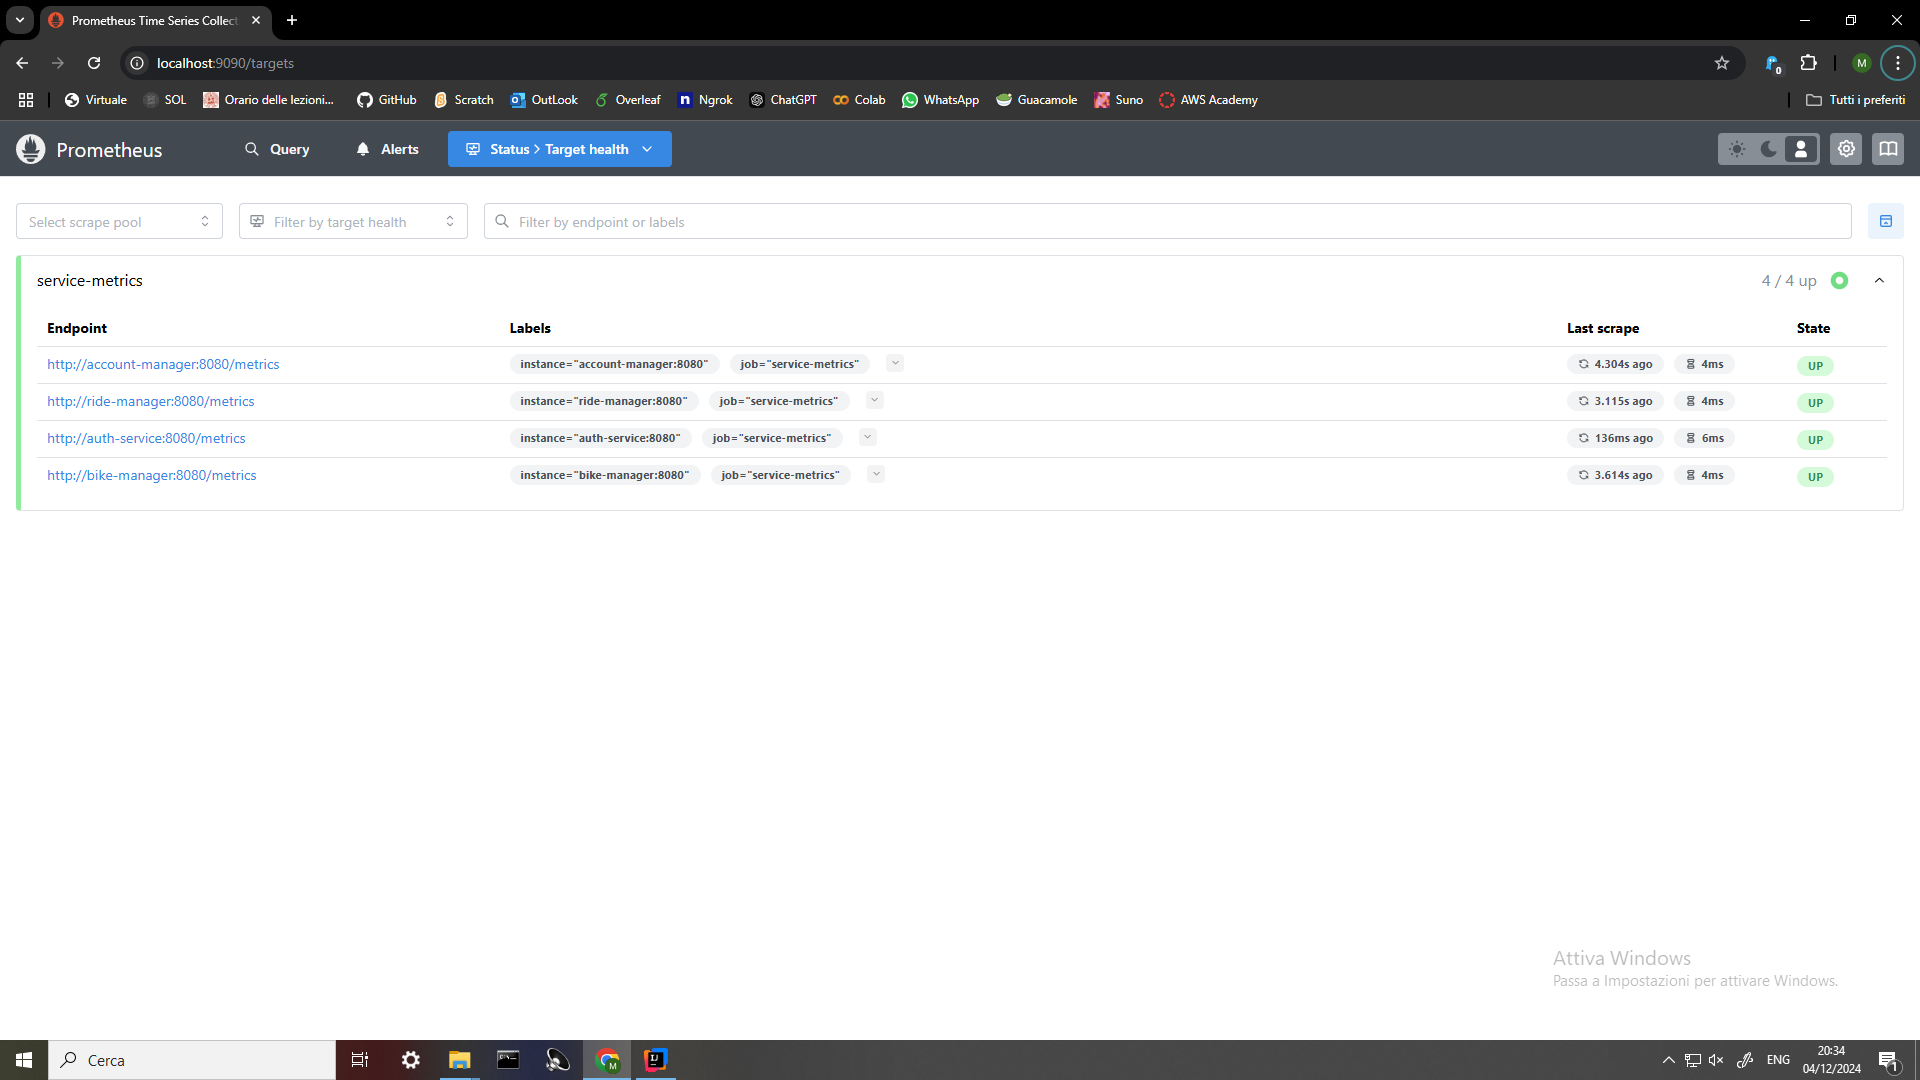 Prometheus Time Series Collect
localhost:9090/targets
Virtuale SOL Orario delle lezioni... GitHub Scratch OutLook Overleaf Ngrok ChatGPT Colab WhatsApp Guacamole Suno AWS Academy Tutti i preferiti
Prometheus Query Alerts Status > Target health
Select scrape pool Filter by target health Filter by endpoint or labels
service-metrics 4 / 4 up
Endpoint Labels Last scrape State
http://account-manager:8080/metrics instance="account-manager:8080" job="service-metrics" 4.304s ago 4ms UP
http://ride-manager:8080/metrics instance="ride-manager:8080" job="service-metrics" 3.115s ago 4ms UP
http://auth-service:8080/metrics instance="auth-service:8080" job="service-metrics" 136ms ago 6ms UP
http://bike-manager:8080/metrics instance="bike-manager:8080" job="service-metrics" 3.614s ago 4ms UP
Attiva Windows
Passa a Impostazioni per attivare Windows.
Cerca ENG 20:34
04/12/2024 1